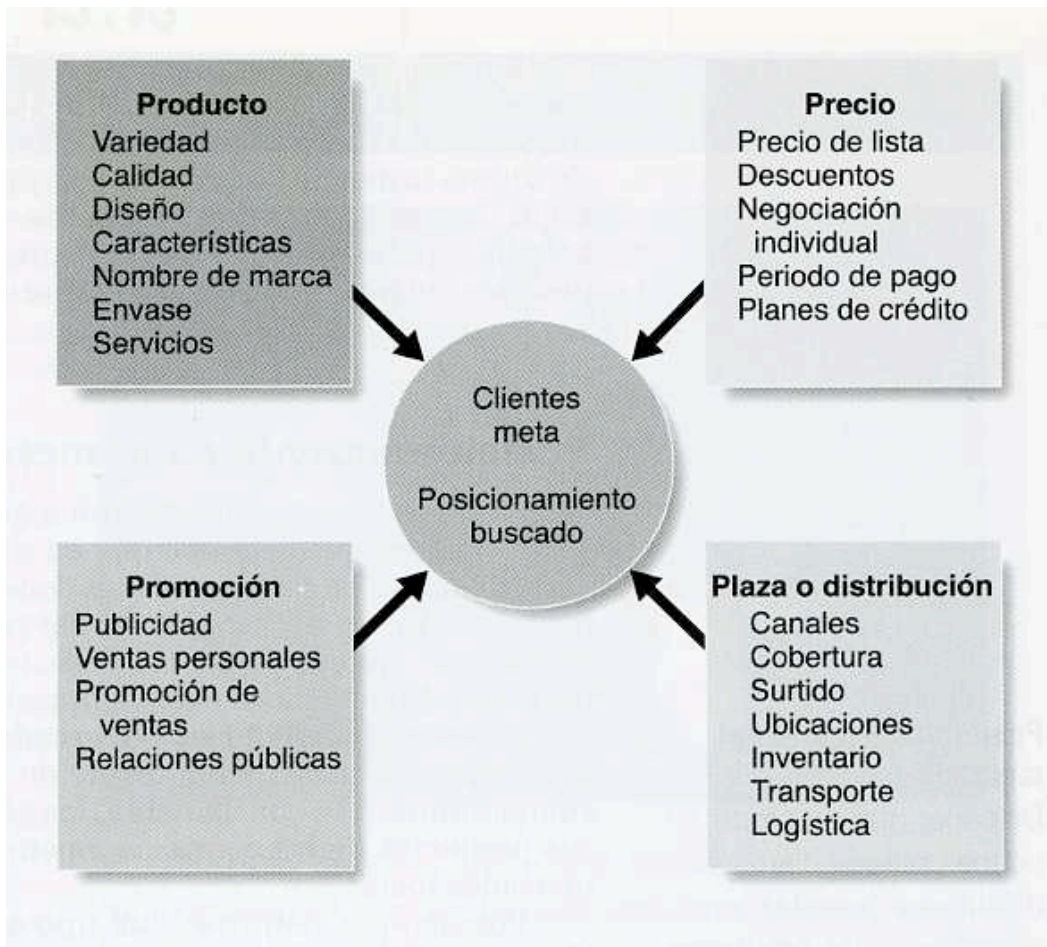 Producto
Variedad
Calidad
Diseño
Características
Nombre de marca
Envase
Servicios
Precio
Precio de lista
Descuentos
Negociación
individual
Periodo de pago
Planes de crédito
Clientes
meta
Posicionamiento
buscado
Promoción
Publicidad
Ventas personales
Promoción de
ventas
Relaciones públicas
Plaza o distribución
Canales
Cobertura
Surtido
Ubicaciones
Inventario
Transporte
Logística